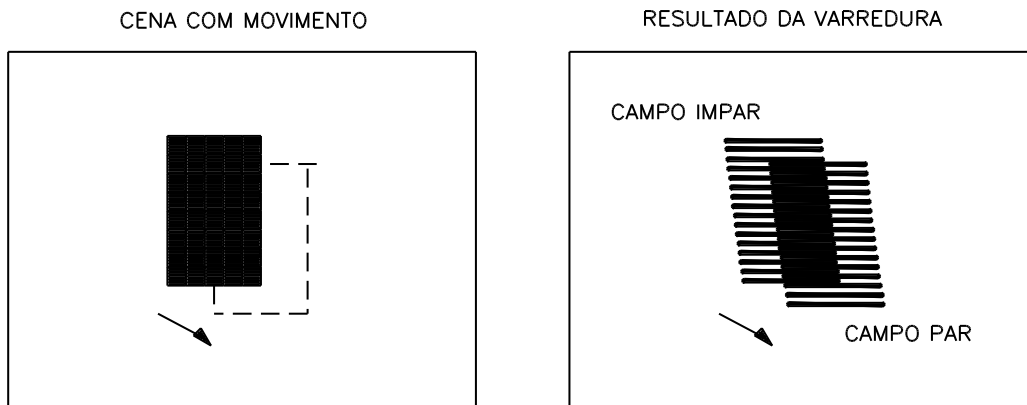 CENA COM MOVIMENTO
RESULTADO DA VARREDURA
CAMPO IMPAR
CAMPO PAR